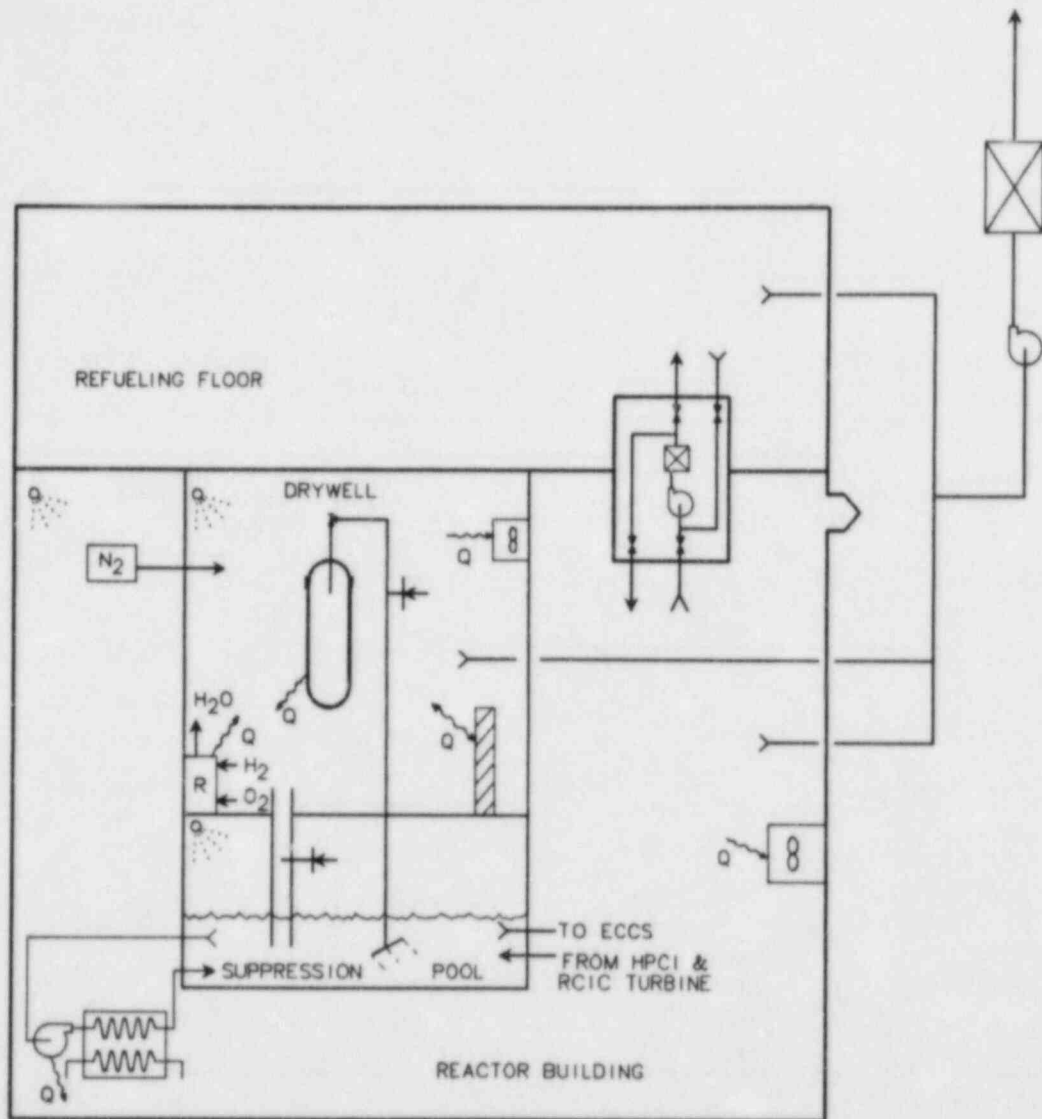 REFUELING FLOOR
DRYWELL
N2
Q
H2O
Q
Q
Q
H2
R
O2
Q
TO ECCS
FROM HPCI &
RCIC TURBINE
SUPPRESSION POOL
Q
REACTOR BUILDING